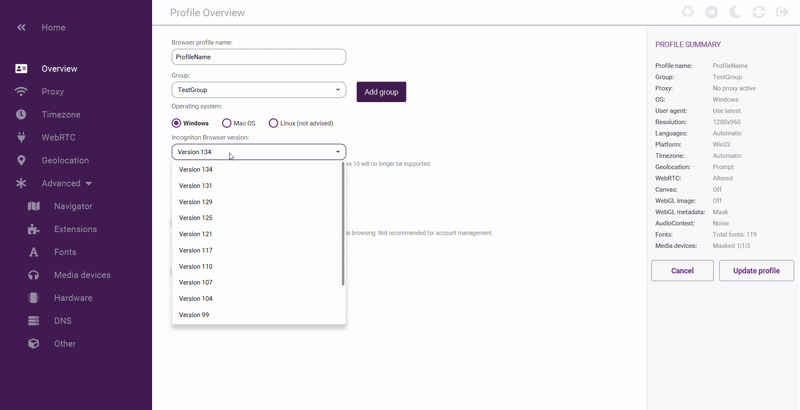 Home
Overview
Proxy
Timezone
WebRTC
Geolocation
Advanced
Navigator
Extensions
Fonts
Media devices
Hardware
DNS
Other
Profile Overview
Browser profile name:
ProfileName
Group:
TestGroup
Add group
Operating system:
Windows Mac OS Linux (not advised)
Incogniton Browser version:
Version 134
vs 10 will no longer be supported.
Version 134
Version 131
Version 129
Version 125
Version 121
us browsing. Not recommended for account management.
Version 117
Version 110
Version 107
Version 104
Version 99
PROFILE SUMMARY
Profile name: ProfileName
Group: TestGroup
Proxy: No proxy active
OS: Windows
User agent: Use latest
Resolution: 1280x960
Languages: Automatic
Platform: Win32
Timezone: Automatic
Geolocation: Prompt
WebRTC: Altered
Canvas: Off
WebGL image: Off
WebGL metadata: Mask
AudioContext: Noise
Fonts: Total fonts: 119
Media devices: Masked 1|1|3
Cancel
Update profile